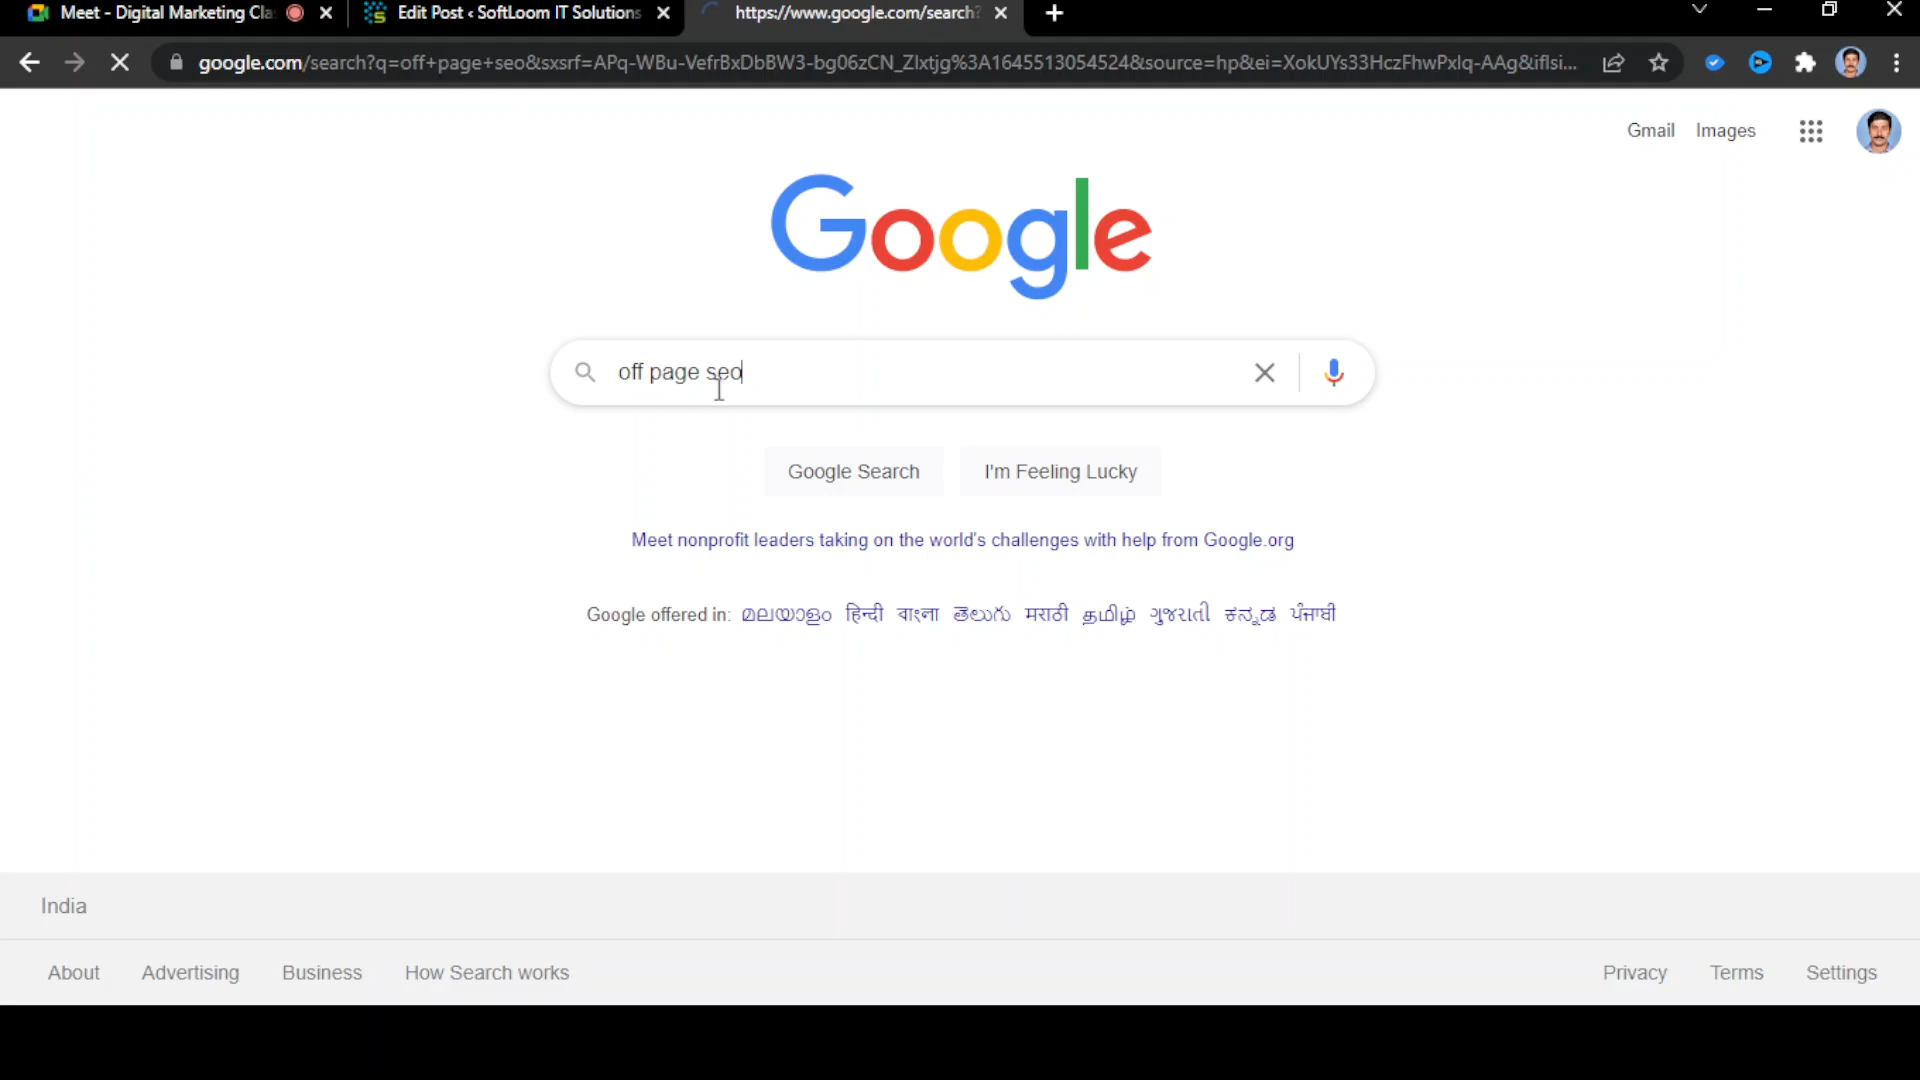 Meet - Digital Marketing Cla
Edit Post ‹ SoftLoom IT Solutions
https://www.google.com/search?
google.com/search?q=off+page+seo&sxsrf=APq-WBu-VefrBxDbBW3-bg06zCN_ZIxtjg%3A1645513054524&source=hp&ei=XokUYs33HczFhwPxIq-AAg&iflsi...
Gmail Images
Google
off page seo
Google Search I'm Feeling Lucky
Meet nonprofit leaders taking on the world's challenges with help from Google.org
Google offered in: മലയാളം हिन्दी বাংলা తెలుగు मराठी தமிழ் ગુજરાતી ಕನ್ನಡ ਪੰਜਾਬੀ
India
About Advertising Business How Search works Privacy Terms Settings